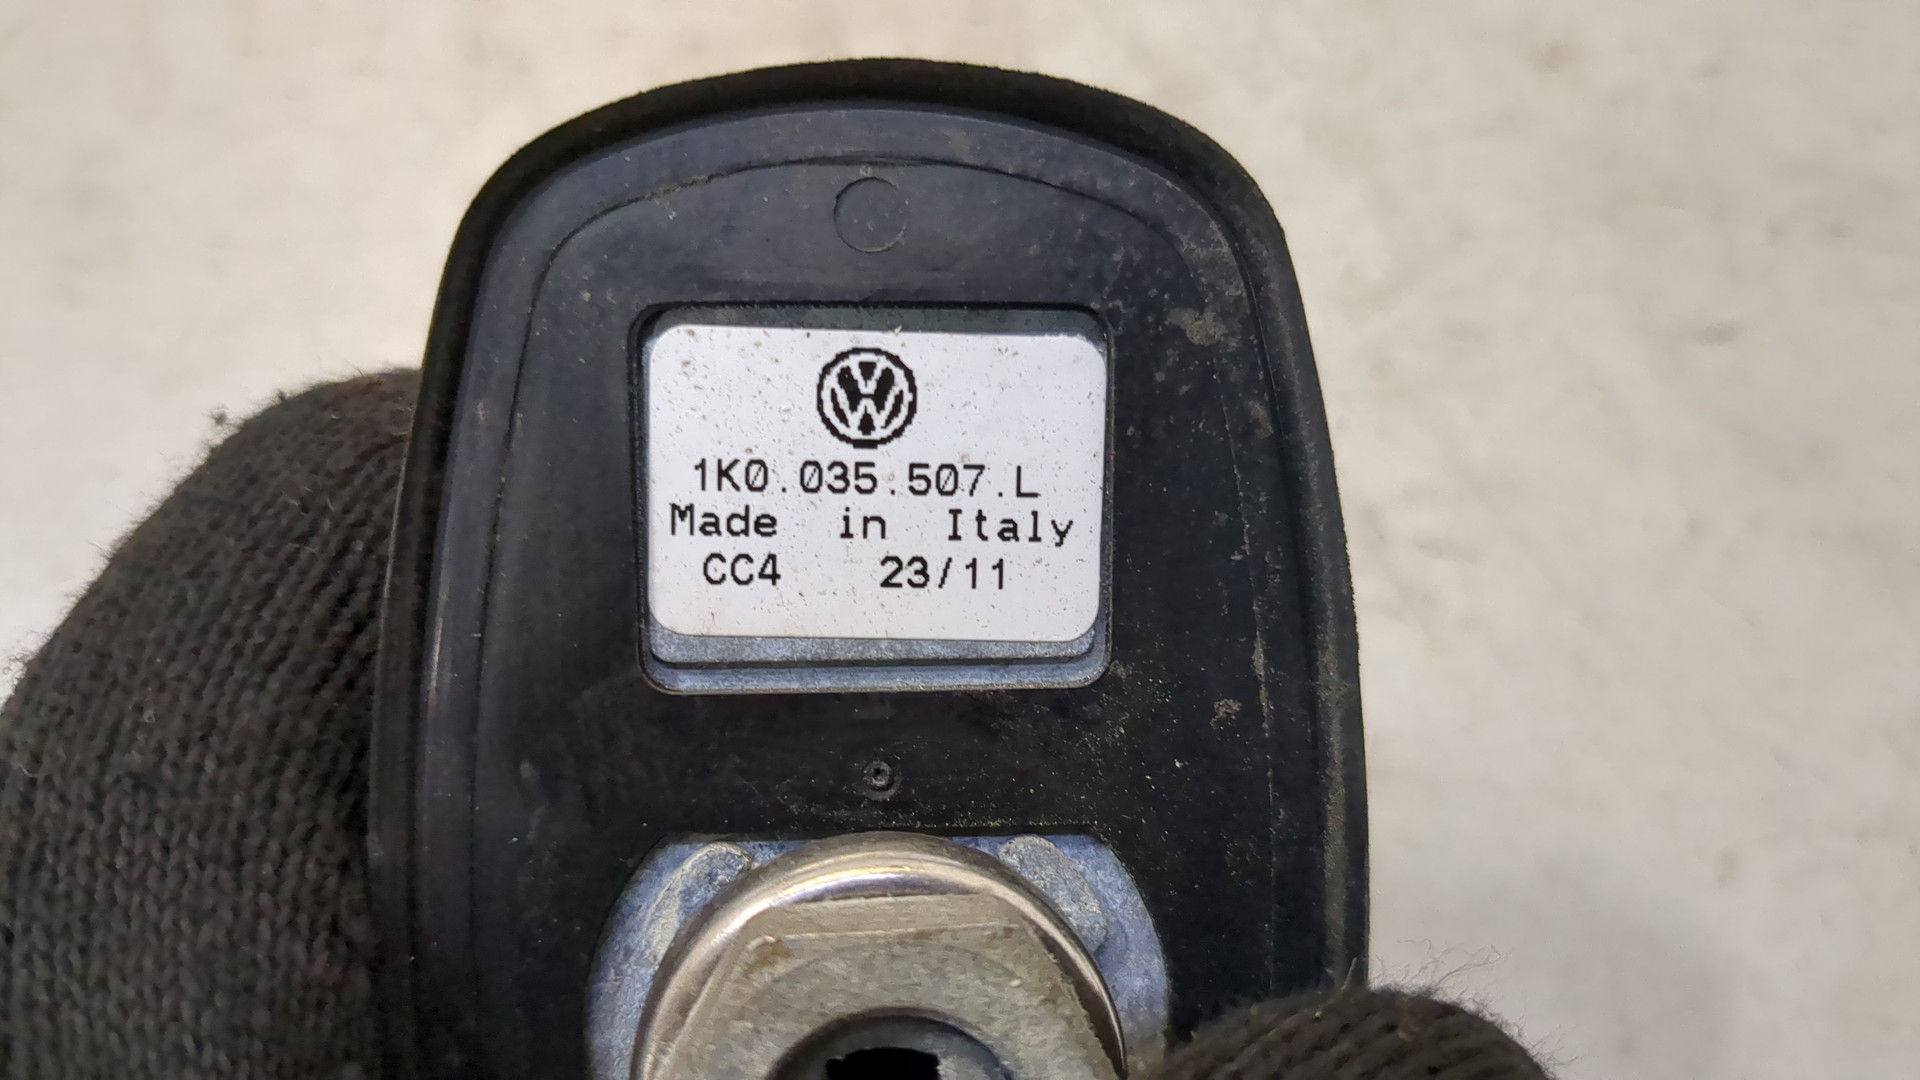 1K0.035.507.L
Made in Italy
CC4 23/11